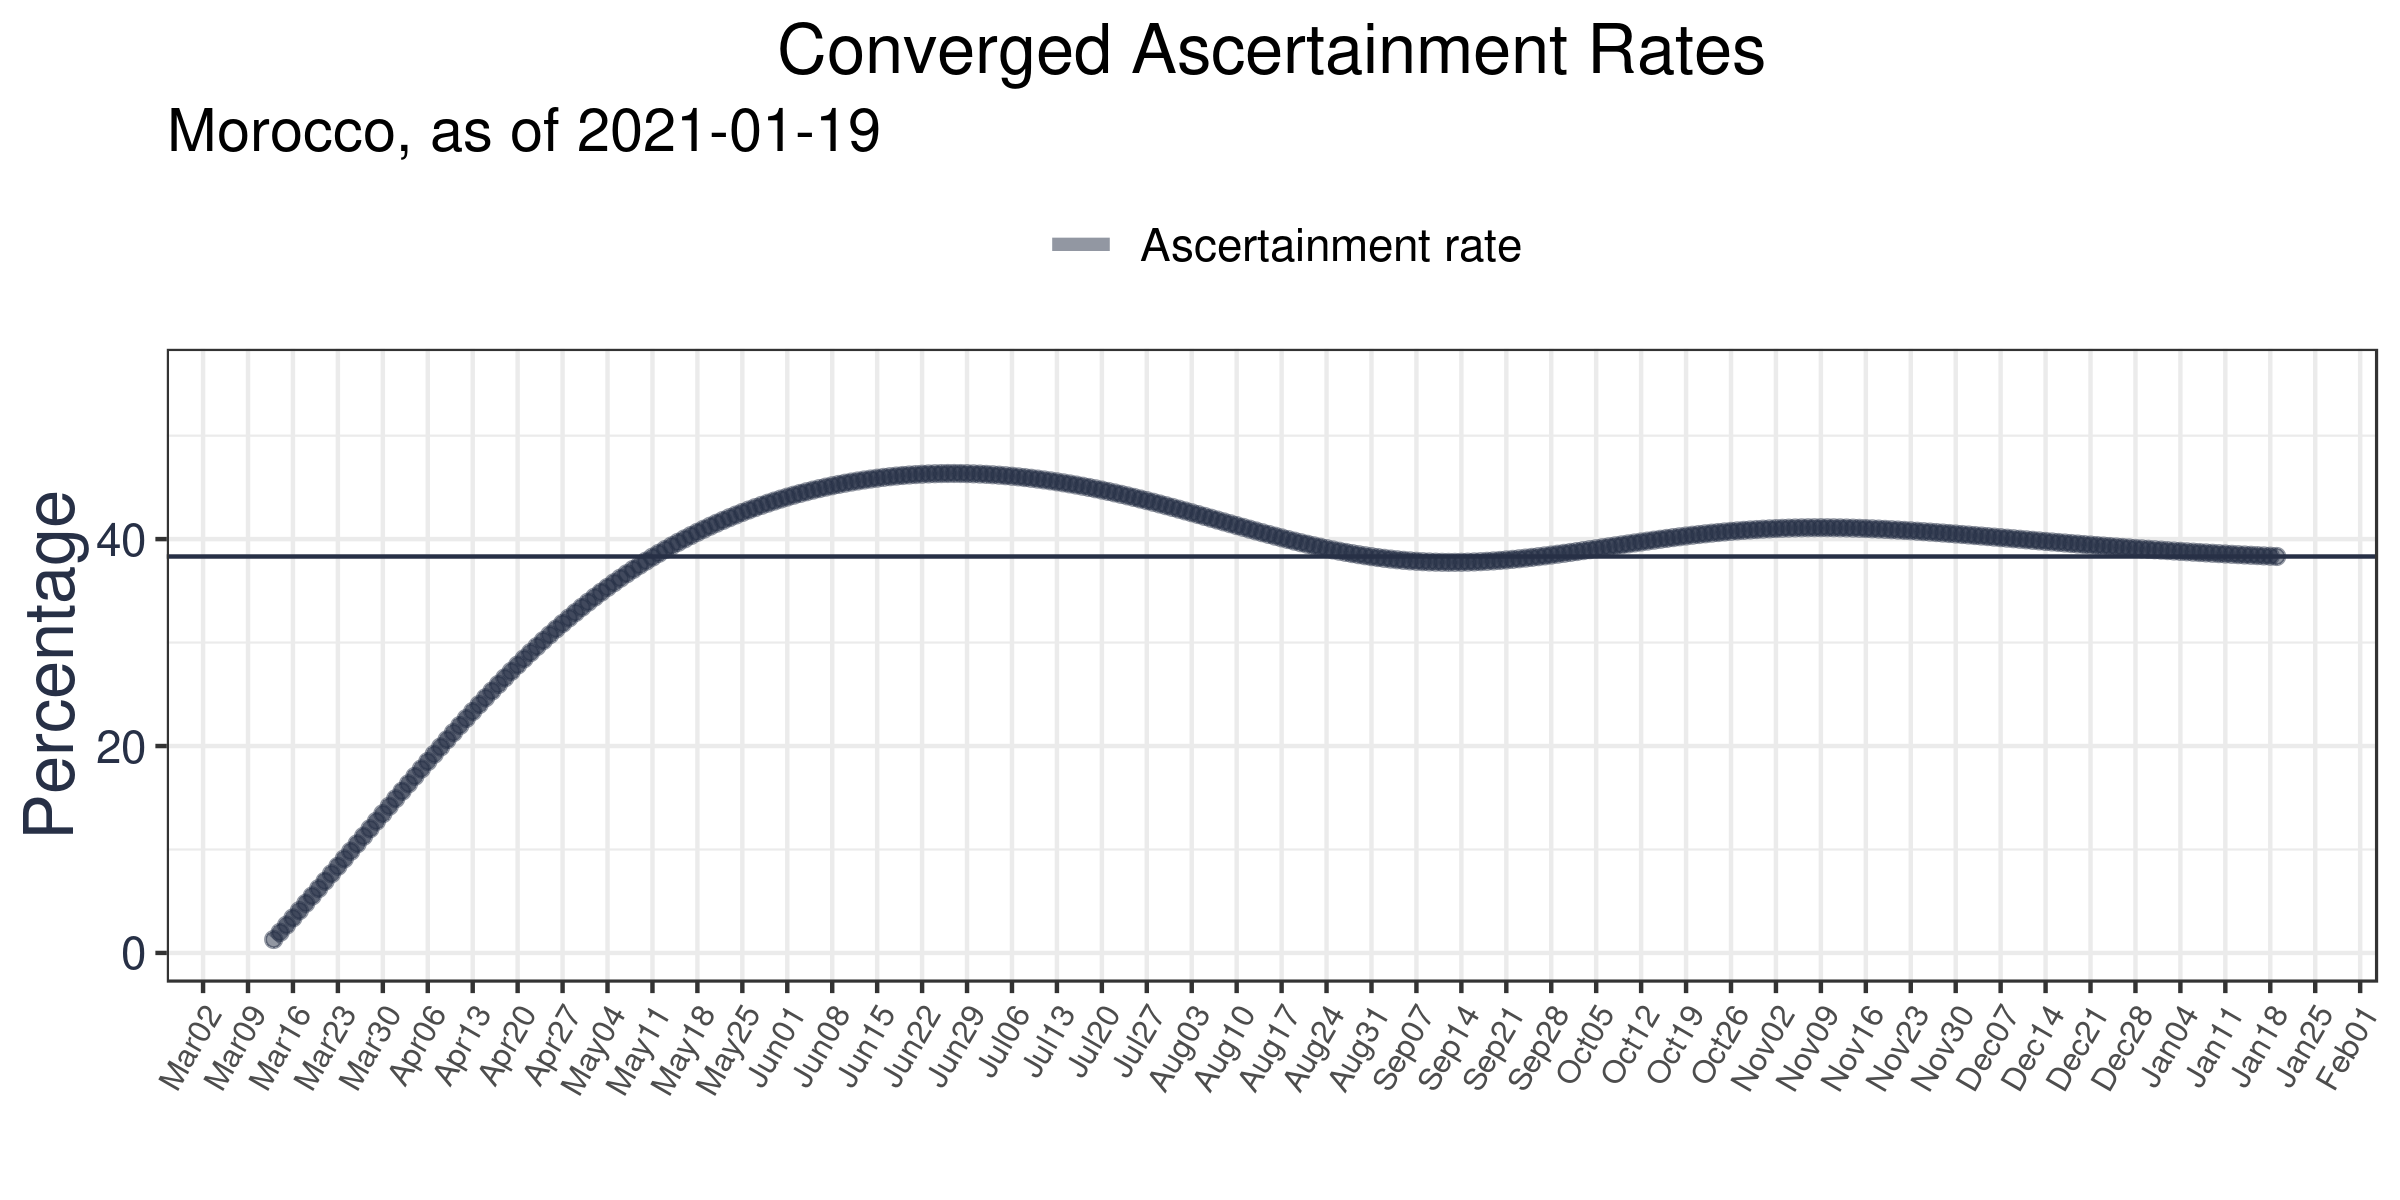 Converged Ascertainment Rates
Morocco, as of 2021-01-19
Ascertainment rate
Percentage
40
20
0
Mar02
Mar09
Mar16
Mar23
Mar30
Apr06
Apr13
Apr20
Apr27
May04
May11
May18
May25
Jun01
Jun08
Jun15
Jun22
Jun29
Jul06
Jul13
Jul20
Jul27
Aug03
Aug10
Aug17
Aug24
Aug31
Sep07
Sep14
Sep21
Sep28
Oct05
Oct12
Oct19
Oct26
Nov02
Nov09
Nov16
Nov23
Nov30
Dec07
Dec14
Dec21
Dec28
Jan04
Jan11
Jan18
Jan25
Feb01